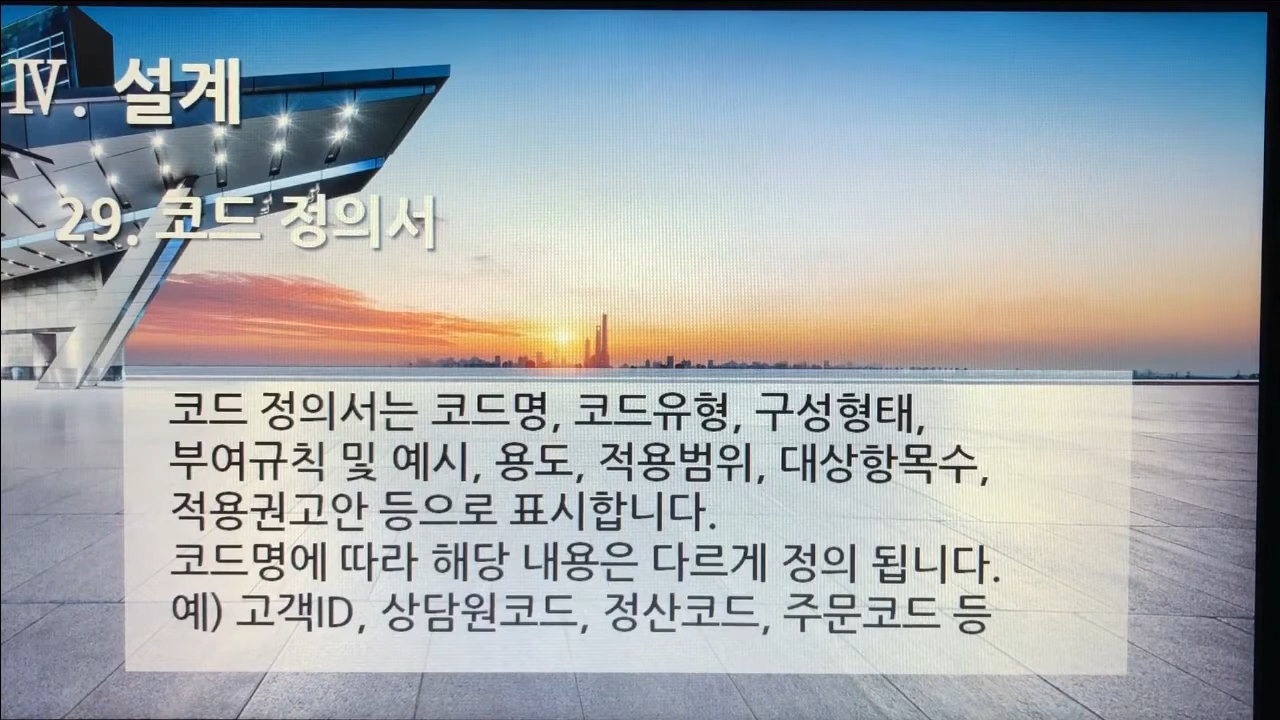 Ⅳ. 설계
29. 코드 정의서
코드 정의서는 코드명, 코드유형, 구성형태,
부여규칙 및 예시, 용도, 적용범위, 대상항목수,
적용권고안 등으로 표시합니다.
코드명에 따라 해당 내용은 다르게 정의 됩니다.
예) 고객ID, 상담원코드, 정산코드, 주문코드 등